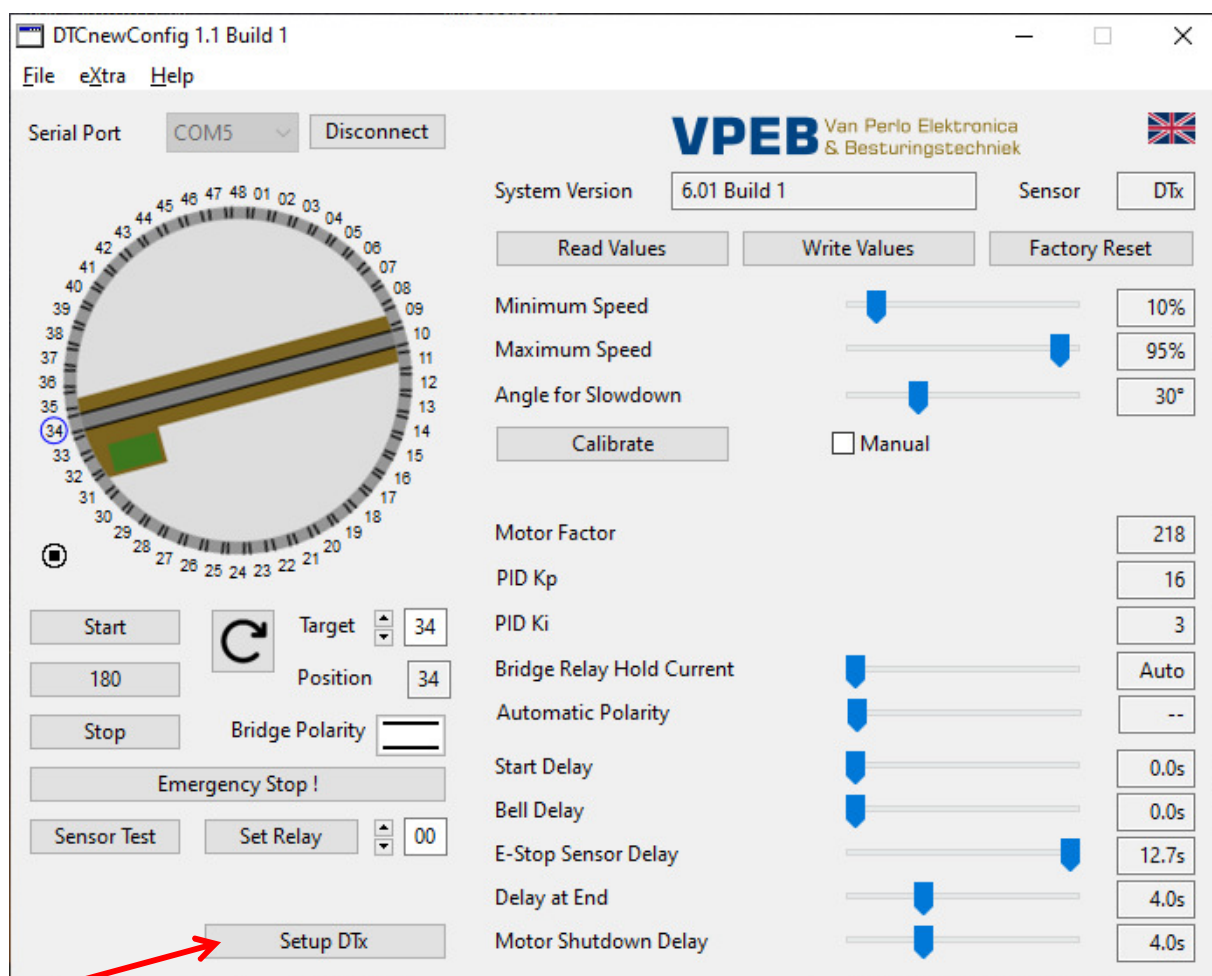 DTCnewConfig 1.1 Build 1
File eXtra Help
Serial Port COM5 Disconnect
VPEB Van Perlo Elektronica
& Besturingstechniek
System Version 6.01 Build 1 Sensor DTx
Read Values Write Values Factory Reset
Minimum Speed 10%
Maximum Speed 95%
Angle for Slowdown 30°
Calibrate Manual
01
02
03
04
05
06
07
08
09
10
11
12
13
14
15
16
17
18
19
20
21
22
23
24
25
26
27
28
29
30
31
32
33
34
35
36
37
38
39
40
41
42
43
44
45
46
47
48
Motor Factor 218
PID Kp 16
PID Ki 3
Bridge Relay Hold Current Auto
Automatic Polarity --
Start Delay 0.0s
Bell Delay 0.0s
E-Stop Sensor Delay 12.7s
Delay at End 4.0s
Motor Shutdown Delay 4.0s
Start Target 34
180 Position 34
Stop Bridge Polarity
Emergency Stop !
Sensor Test Set Relay 00
Setup DTx